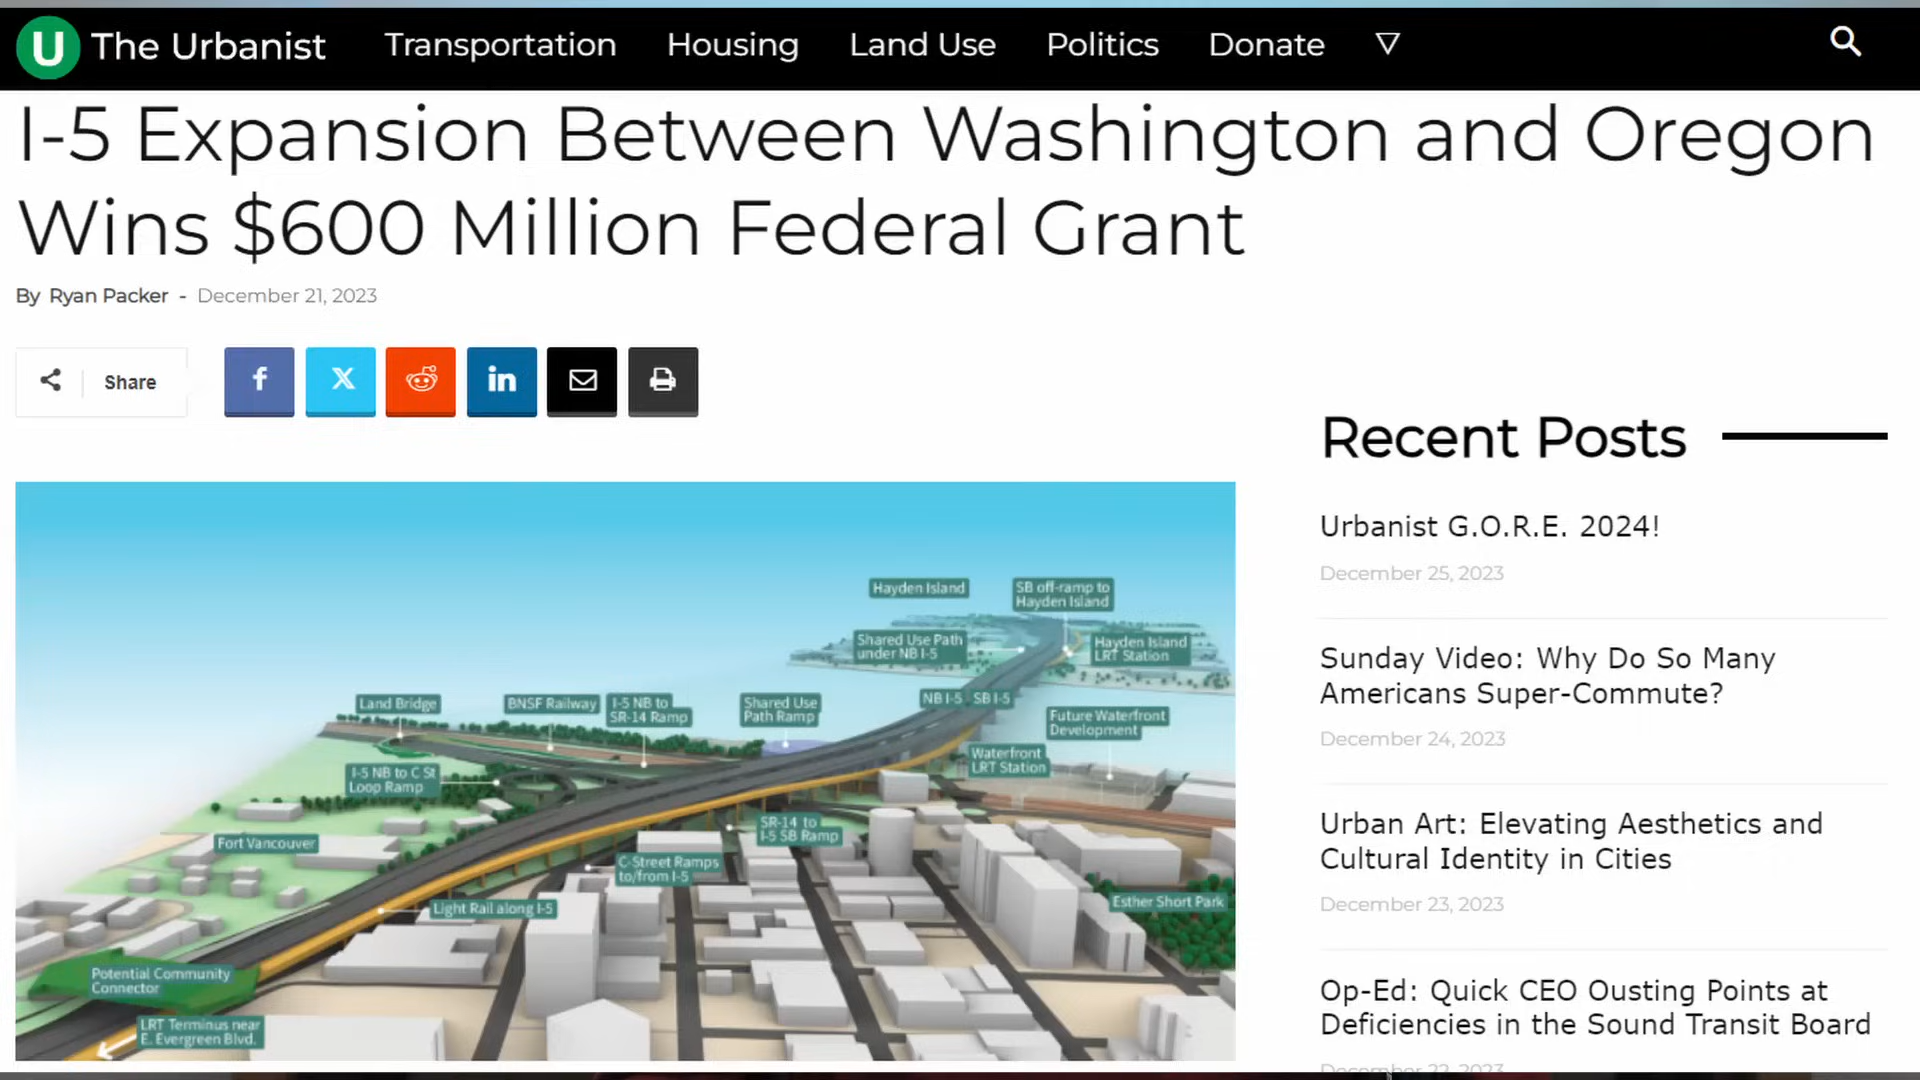 U The Urbanist Transportation Housing Land Use Politics Donate
I-5 Expansion Between Washington and Oregon
Wins $600 Million Federal Grant
By Ryan Packer - December 21, 2023
Share
Hayden Island
SB off-ramp to
Hayden Island
Shared Use Path
under NB I-5
Hayden Island
LRT Station
Land Bridge
BNSF Railway
I-5 NB to
SR-14 Ramp
Shared Use
Path Ramp
NB I-5 SB I-5
Future Waterfront
Development
Waterfront
LRT Station
I-5 NB to C St
Loop Ramp
SR-14 to
I-5 SB Ramp
Fort Vancouver
C-Street Ramps
to/from I-5
Light Rail along I-5
Esther Short Park
Potential Community
Connector
LRT Terminus near
E. Evergreen Blvd.
Recent Posts
Urbanist G.O.R.E. 2024!
December 25, 2023
Sunday Video: Why Do So Many
Americans Super-Commute?
December 24, 2023
Urban Art: Elevating Aesthetics and
Cultural Identity in Cities
December 23, 2023
Op-Ed: Quick CEO Ousting Points at
Deficiencies in the Sound Transit Board
December 22, 2023